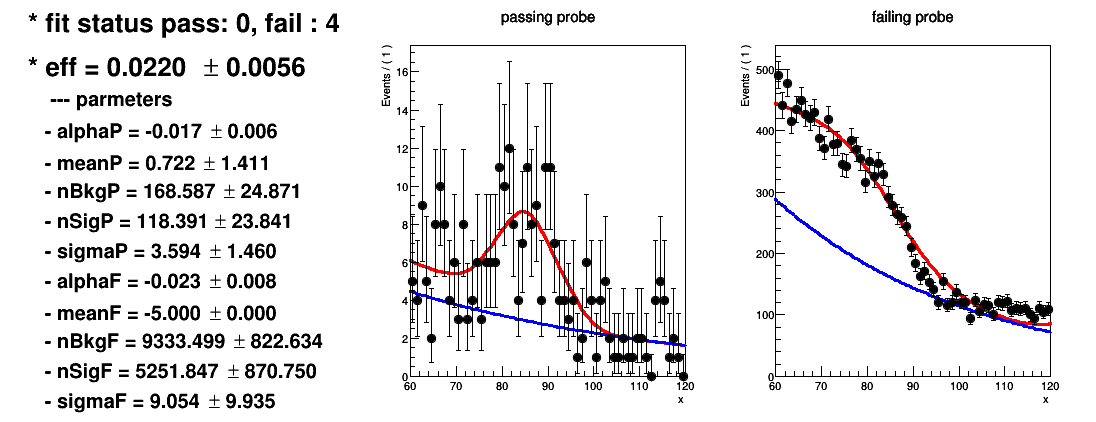 * fit status pass: 0, fail : 4
* eff = 0.0220 ± 0.0056
--- parmeters
- alphaP = -0.017 ± 0.006
- meanP = 0.722 ± 1.411
- nBkgP = 168.587 ± 24.871
- nSigP = 118.391 ± 23.841
- sigmaP = 3.594 ± 1.460
- alphaF = -0.023 ± 0.008
- meanF = -5.000 ± 0.000
- nBkgF = 9333.499 ± 822.634
- nSigF = 5251.847 ± 870.750
- sigmaF = 9.054 ± 9.935
passing probe
Events / ( 1 )
16
14
12
10
8
6
4
2
0
60 70 80 90 100 110 120
x
failing probe
Events / ( 1 )
500
400
300
200
100
0
60 70 80 90 100 110 120
x